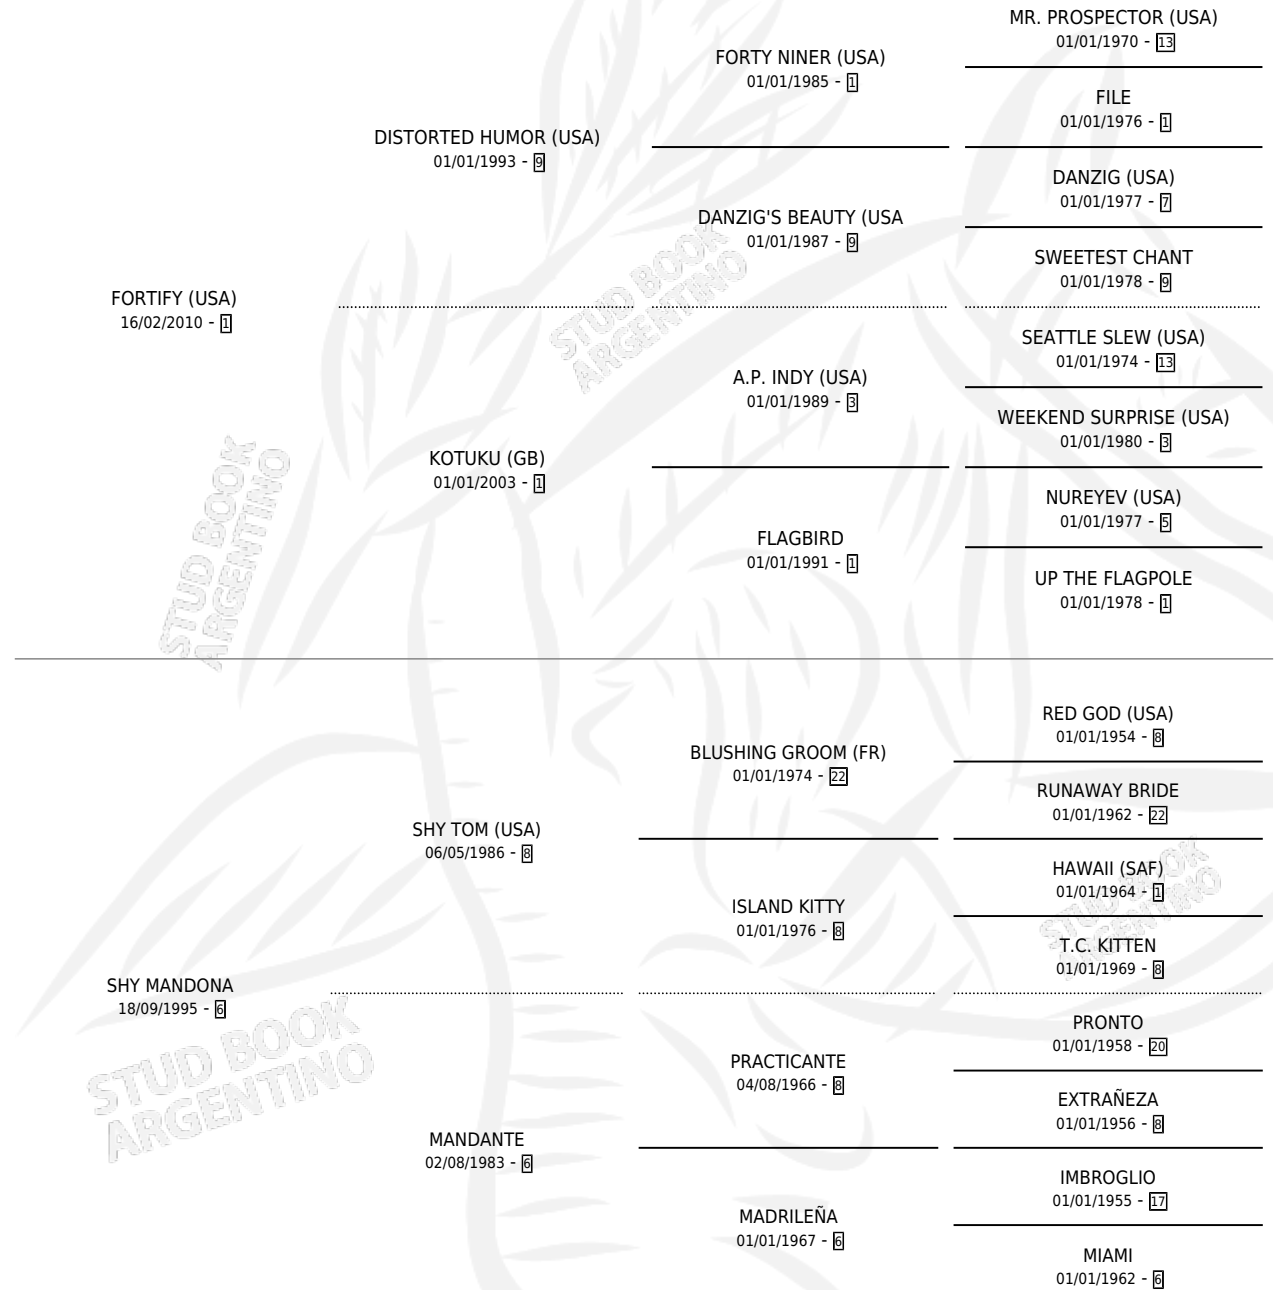 MR. PROSPECTOR (USA)
01/01/1970 - 13
FORTY NINER (USA)
01/01/1985 - 1
FILE
01/01/1976 - 1
DISTORTED HUMOR (USA)
01/01/1993 - 9
DANZIG (USA)
01/01/1977 - 7
DANZIG'S BEAUTY (USA
01/01/1987 - 9
SWEETEST CHANT
01/01/1978 - 9
FORTIFY (USA)
16/02/2010 - 1
SEATTLE SLEW (USA)
01/01/1974 - 13
A.P. INDY (USA)
01/01/1989 - 3
WEEKEND SURPRISE (USA)
01/01/1980 - 3
KOTUKU (GB)
01/01/2003 - 1
NUREYEV (USA)
01/01/1977 - 5
FLAGBIRD
01/01/1991 - 1
UP THE FLAGPOLE
01/01/1978 - 1
RED GOD (USA)
01/01/1954 - 8
BLUSHING GROOM (FR)
01/01/1974 - 22
RUNAWAY BRIDE
01/01/1962 - 22
SHY TOM (USA)
06/05/1986 - 8
HAWAII (SAF)
01/01/1964 - 1
ISLAND KITTY
01/01/1976 - 8
T.C. KITTEN
01/01/1969 - 8
SHY MANDONA
18/09/1995 - 6
PRONTO
01/01/1958 - 20
PRACTICANTE
04/08/1966 - 8
EXTRAÑEZA
01/01/1956 - 8
MANDANTE
02/08/1983 - 6
IMBROGLIO
01/01/1955 - 17
MADRILEÑA
01/01/1967 - 6
MIAMI
01/01/1962 - 6
STUD BOOK
ARGENTINO
STUD BOOK
ARGENTINO
STUD BOOK
ARGENTINO
STUD BOOK
ARGENTINO